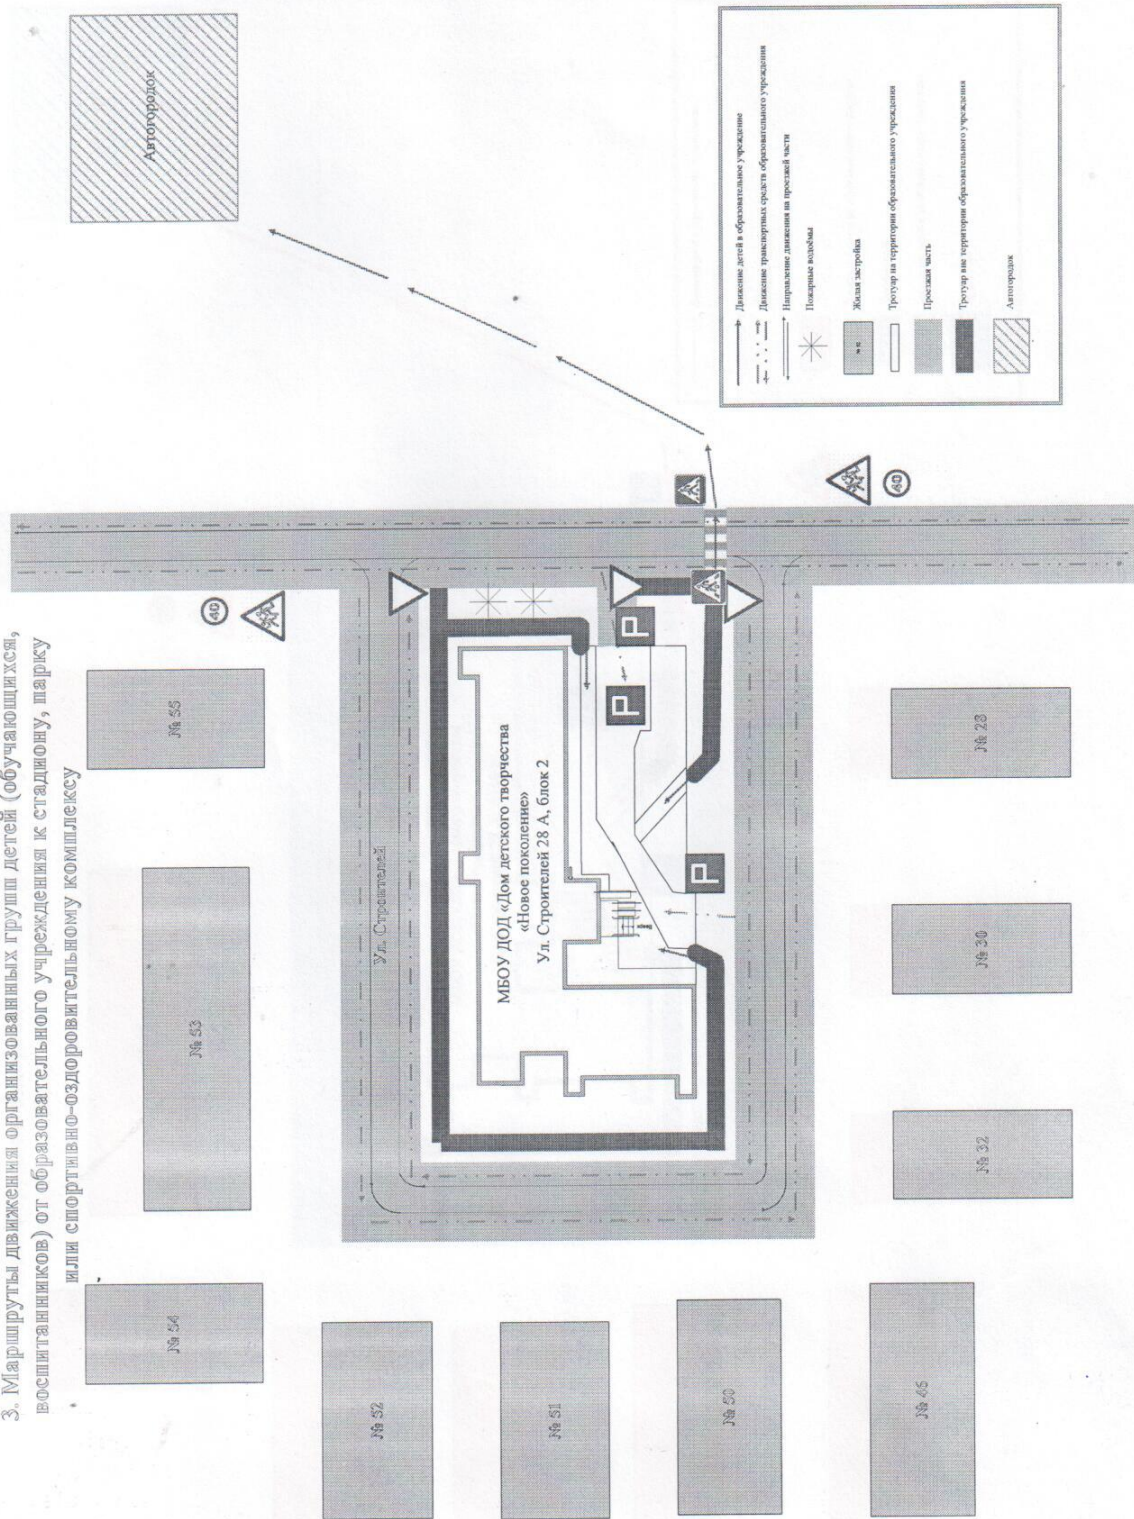 3. Маршруты движения организованных групп детей (обучающихся,
воспитанников) от образовательного учреждения к стадиону, парку
или спортивно-оздоровительному комплексу
№ 54
№ 53
№ 55
40
Автогородок
Ул. Строителей
№ 52
№ 51
№ 50
№ 46
МБОУ ДОД «Дом детского творчества
«Новое поколение»
Ул. Строителей 28 А, блок 2
P
P
P
№ 32
№ 30
№ 28
Движение детей в образовательное учреждение
Движение транспортных средств образовательного учреждения
Направление движения на проезжей части
Пожарные водоёмы
Жилая застройка
Тротуар на территории образовательного учреждения
Проезжая часть
Тротуар вне территории образовательного учреждения
Автогородок